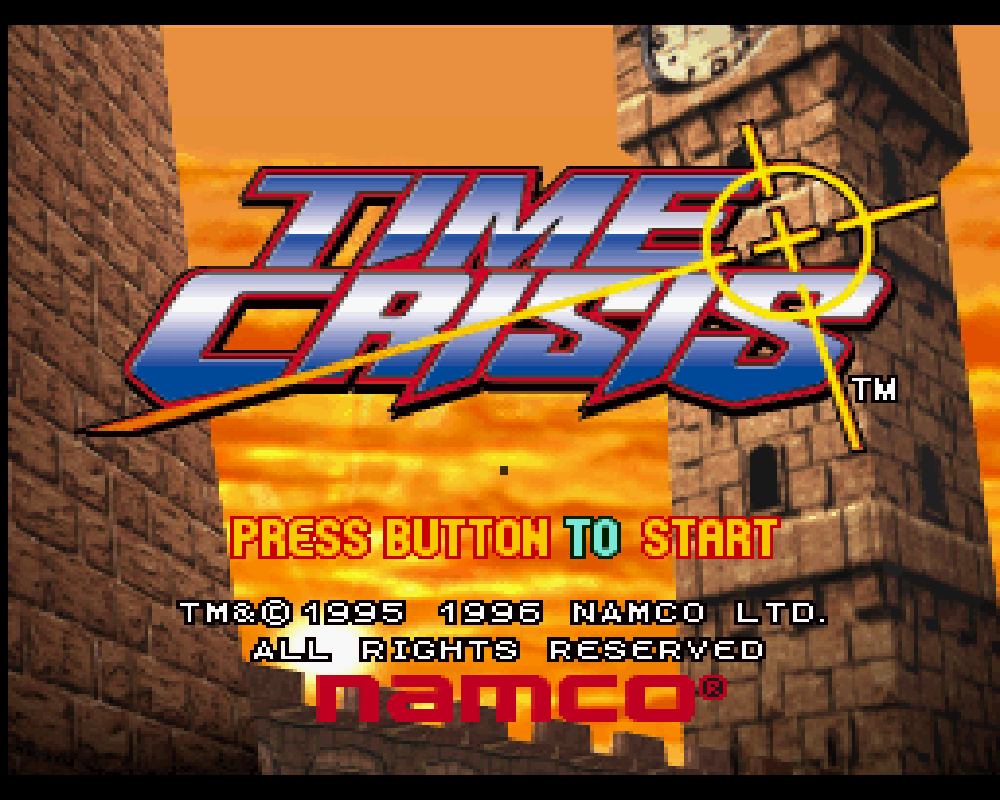 TIME
CRISIS
TM
PRESS BUTTON TO START
TM&©1995 1996 NAMCO LTD.
ALL RIGHTS RESERVED
namco®